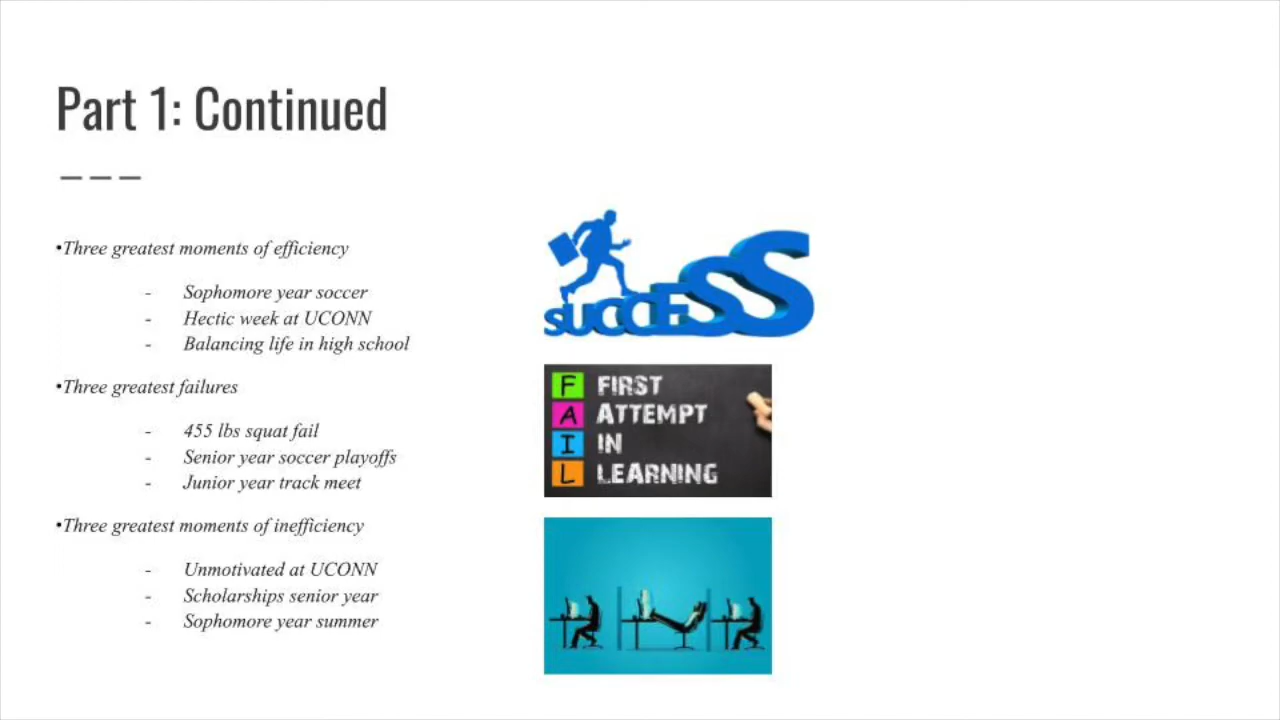 Part 1: Continued
•Three greatest moments of efficiency
- Sophomore year soccer
- Hectic week at UCONN
- Balancing life in high school
•Three greatest failures
- 455 lbs squat fail
- Senior year soccer playoffs
- Junior year track meet
•Three greatest moments of inefficiency
- Unmotivated at UCONN
- Scholarships senior year
- Sophomore year summer
sUCCESS
F FIRST
A ATTEMPT
I IN
L LEARNING